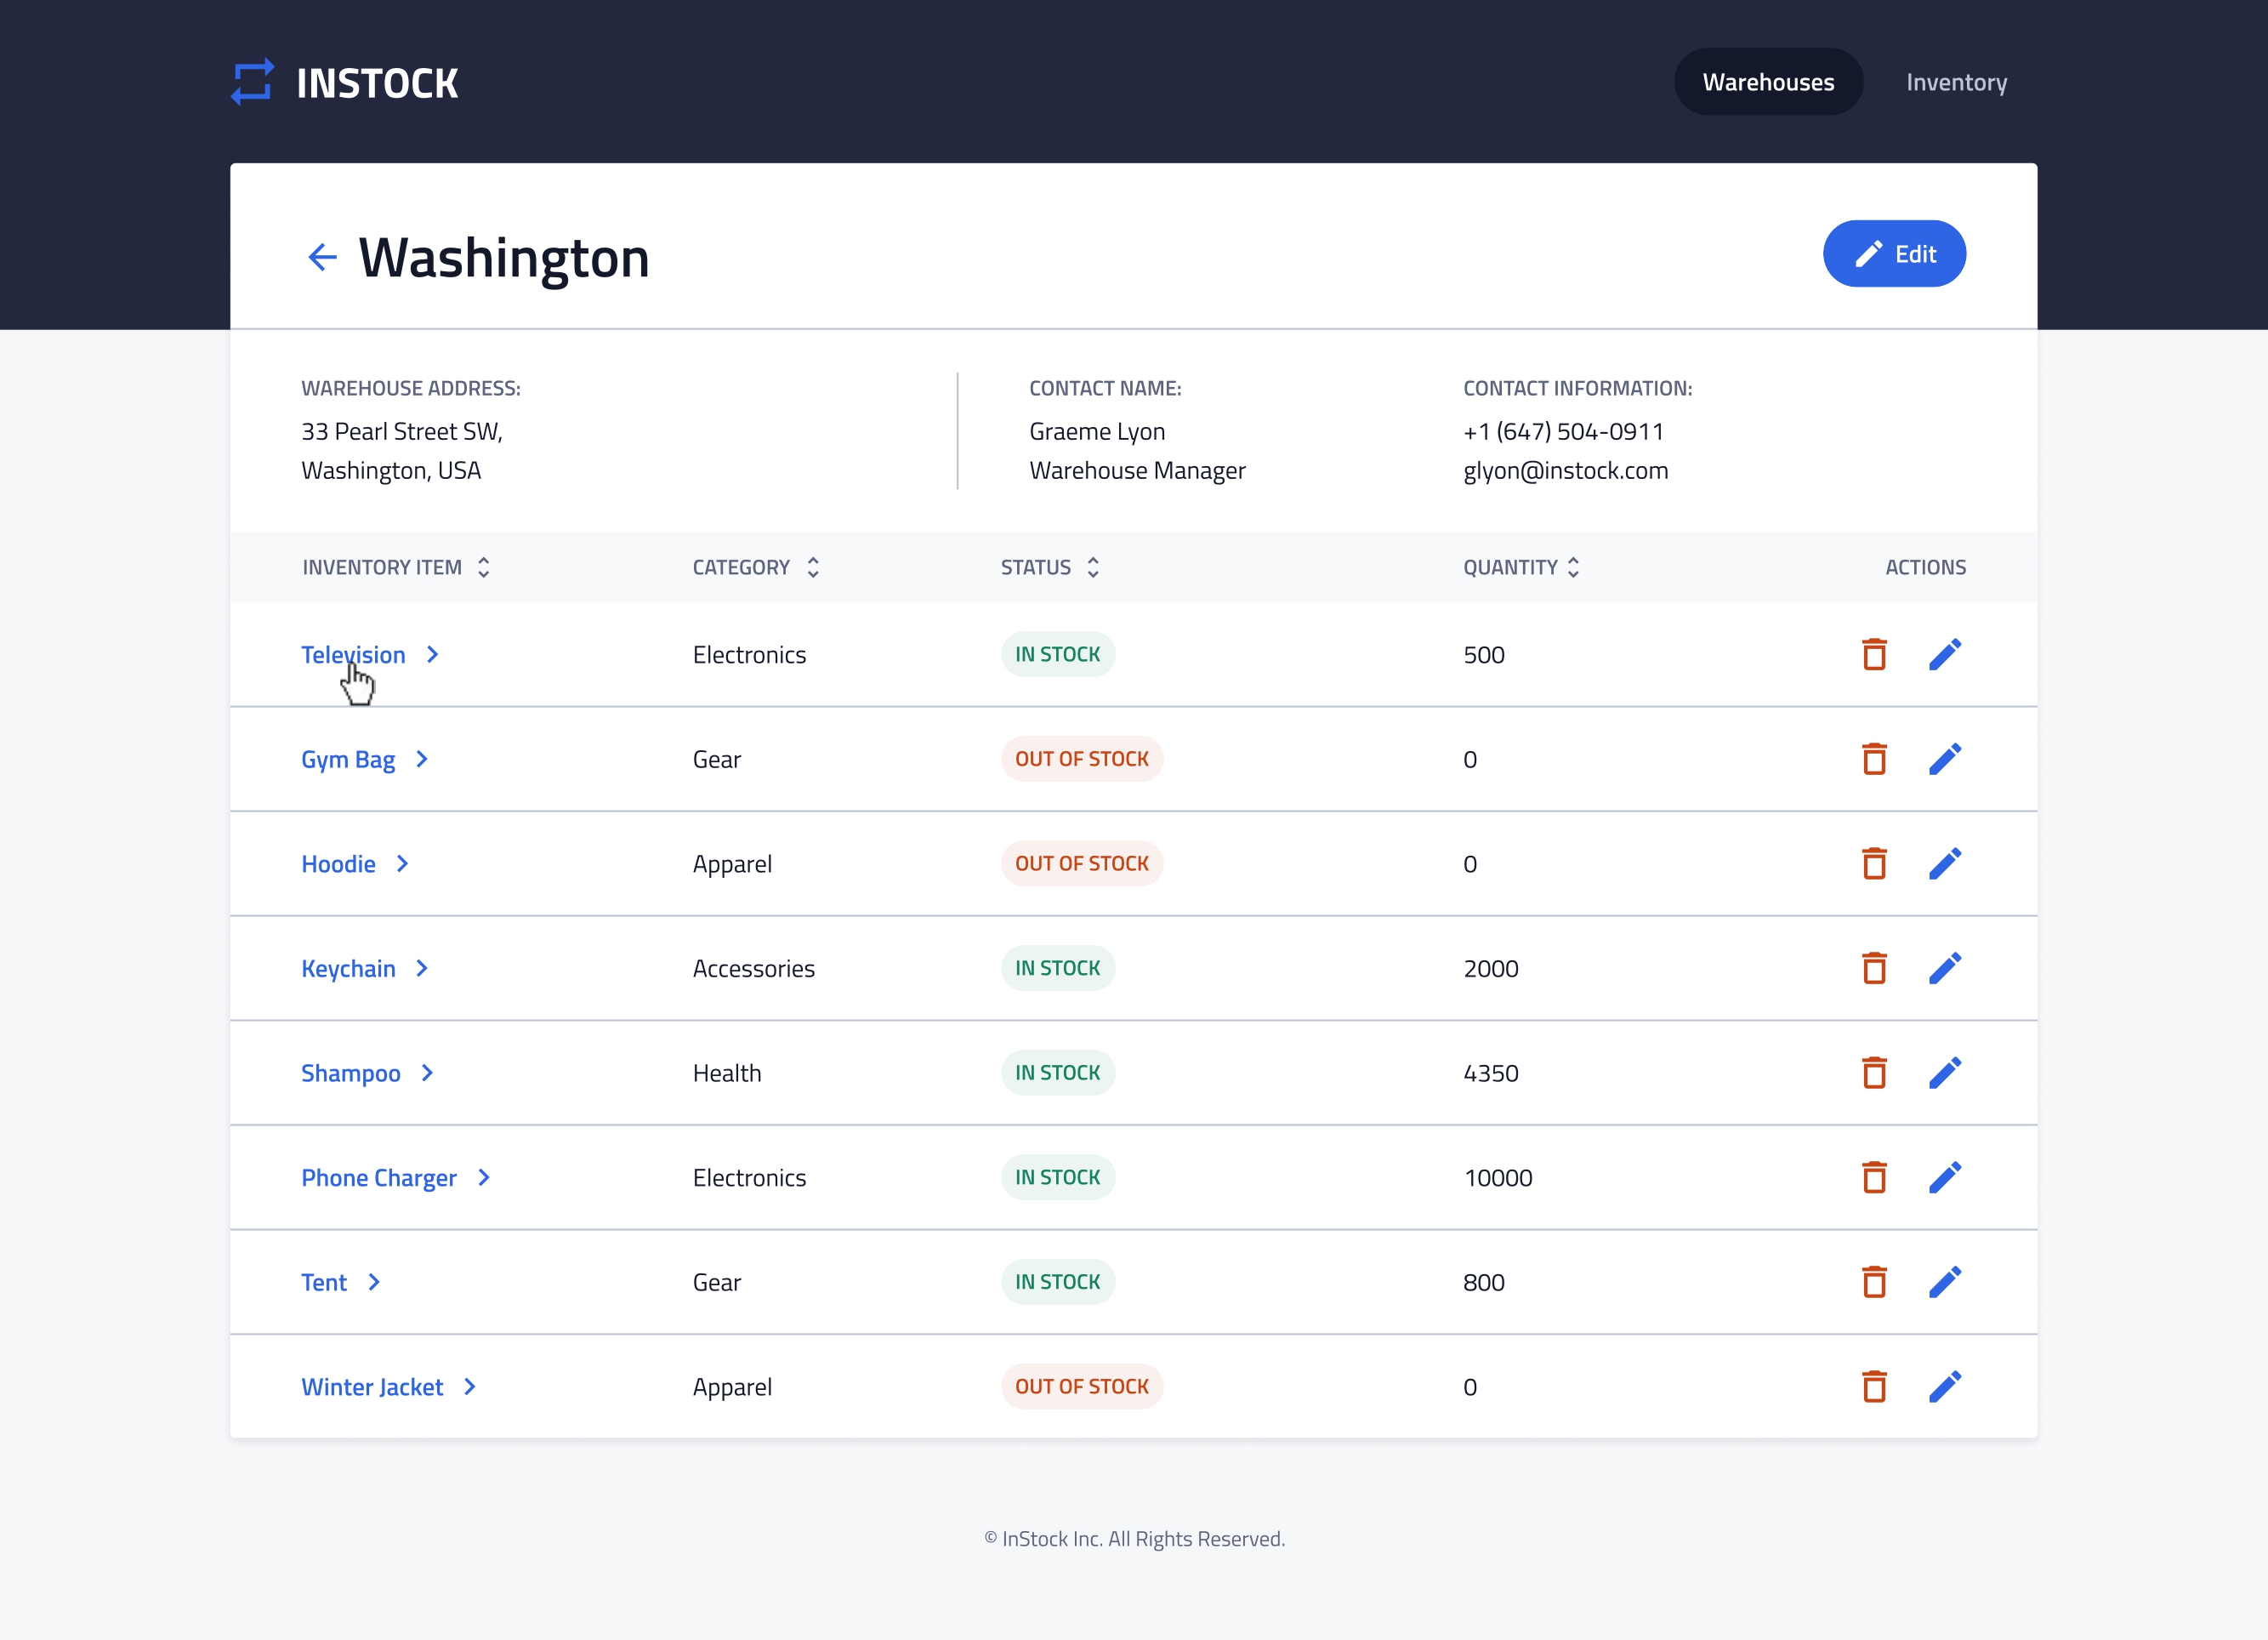 INSTOCK
Warehouses Inventory
Washington
Edit
WAREHOUSE ADDRESS:
33 Pearl Street SW,
Washington, USA
CONTACT NAME:
Graeme Lyon
Warehouse Manager
CONTACT INFORMATION:
+1 (647) 504-0911
glyon@instock.com
INVENTORY ITEM CATEGORY STATUS QUANTITY ACTIONS
Television Electronics IN STOCK 500
Gym Bag Gear OUT OF STOCK 0
Hoodie Apparel OUT OF STOCK 0
Keychain Accessories IN STOCK 2000
Shampoo Health IN STOCK 4350
Phone Charger Electronics IN STOCK 10000
Tent Gear IN STOCK 800
Winter Jacket Apparel OUT OF STOCK 0
© InStock Inc. All Rights Reserved.